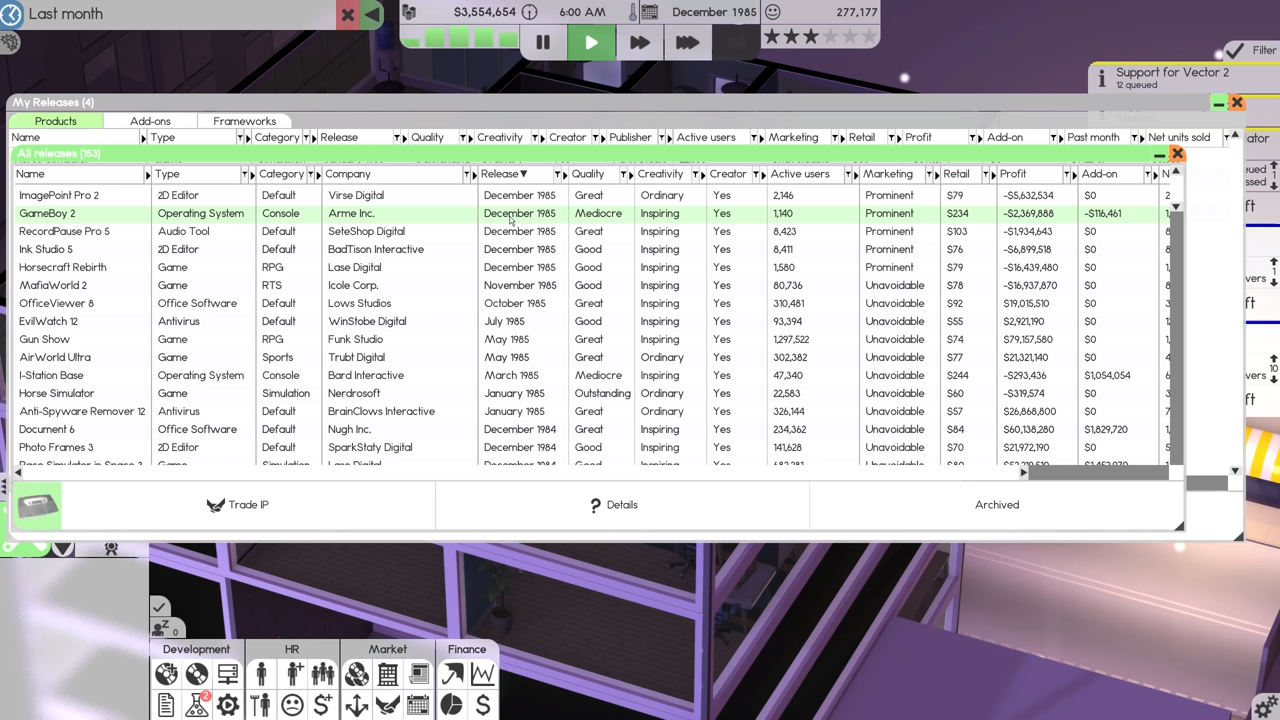 Last month
$3,554,654 6:00 AM December 1985 277,177
Filter
Support for Vector 2
12 queued
My Releases (4)
Products Add-ons Frameworks
Name Type Category Release Quality Creativity Creator Publisher Active users Marketing Retail Profit Add-on Past month Net units sold
All releases (153)
Name Type Category Company Release Quality Creativity Creator Active users Marketing Retail Profit Add-on N
ImagePoint Pro 2 2D Editor Default Virse Digital December 1985 Great Ordinary Yes 2,146 Prominent $79 -$5,632,534 $0
GameBoy 2 Operating System Console Arme Inc. December 1985 Mediocre Inspiring Yes 1,140 Prominent $234 -$2,369,888 -$116,461
RecordPause Pro 5 Audio Tool Default SeteShop Digital December 1985 Great Inspiring Yes 8,423 Prominent $103 -$1,934,643 $0
Ink Studio 5 2D Editor Default BadTison Interactive December 1985 Good Inspiring Yes 8,411 Prominent $76 -$6,899,518 $0
Horsecraft Rebirth Game RPG Lase Digital December 1985 Good Inspiring Yes 1,580 Prominent $79 -$16,439,480 $0
MafiaWorld 2 Game RTS Icole Corp. November 1985 Good Inspiring Yes 80,736 Unavoidable $78 -$16,937,870 $0
OfficeViewer 8 Office Software Default Lows Studios October 1985 Great Inspiring Yes 310,481 Unavoidable $92 $19,015,510 $0
EvilWatch 12 Antivirus Default WinStobe Digital July 1985 Good Inspiring Yes 93,394 Unavoidable $55 $2,921,190 $0
Gun Show Game RPG Funk Studio May 1985 Great Inspiring Yes 1,297,522 Unavoidable $74 $79,157,580 $0
AirWorld Ultra Game Sports Trubt Digital May 1985 Great Ordinary Yes 302,382 Unavoidable $77 $21,321,140 $0
I-Station Base Operating System Console Bard Interactive March 1985 Mediocre Inspiring Yes 47,340 Unavoidable $244 -$293,436 $1,054,054
Horse Simulator Game Simulation Nerdrosoft January 1985 Outstanding Ordinary Yes 22,583 Unavoidable $60 -$319,574 $0
Anti-Spyware Remover 12 Antivirus Default BrainClows Interactive January 1985 Great Ordinary Yes 326,144 Unavoidable $57 $26,868,800 $0
Document 6 Office Software Default Nugh Inc. December 1984 Great Inspiring Yes 234,362 Unavoidable $84 $60,138,280 $1,829,720
Photo Frames 3 2D Editor Default SparkStaty Digital December 1984 Good Inspiring Yes 141,628 Unavoidable $70 $21,972,190 $0
Trade IP ? Details Archived
Development HR Market Finance